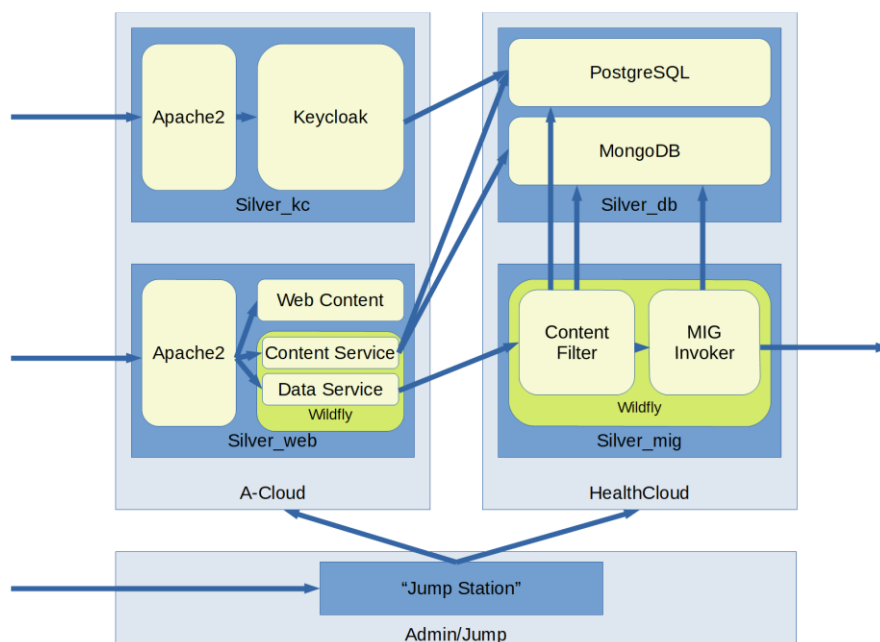 Apache2
Keycloak
Silver_kc
PostgreSQL
MongoDB
Silver_db
Apache2
Web Content
Content Service
Data Service
Wildfly
Silver_web
A-Cloud
Content
Filter
MIG
Invoker
Wildfly
Silver_mig
HealthCloud
“Jump Station”
Admin/Jump